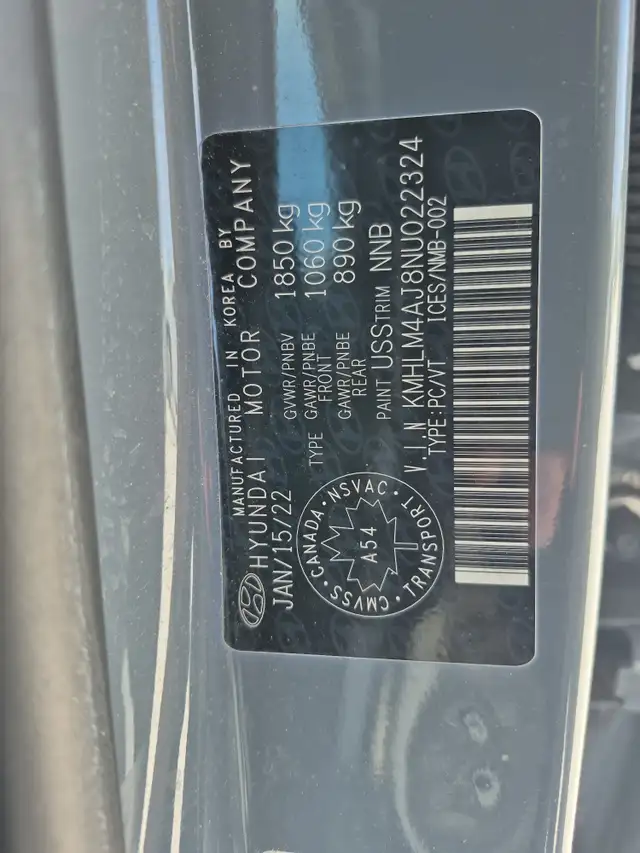 MANUFACTURED IN KOREA BY
HYUNDAI MOTOR COMPANY
JAN/15/22 GVWR/PNBV 1850 kg
TYPE GAWR/PNBE FRONT 1060 kg
GAWR/PNBE REAR 890 kg
PAINT USS TRIM NNB
V.I.N KMHLM4AJ8NU022324
TYPE:PC/VT ICES/NMB-002
CANADA · NSVAC · TRANSPORT · CMVSS ·
A54